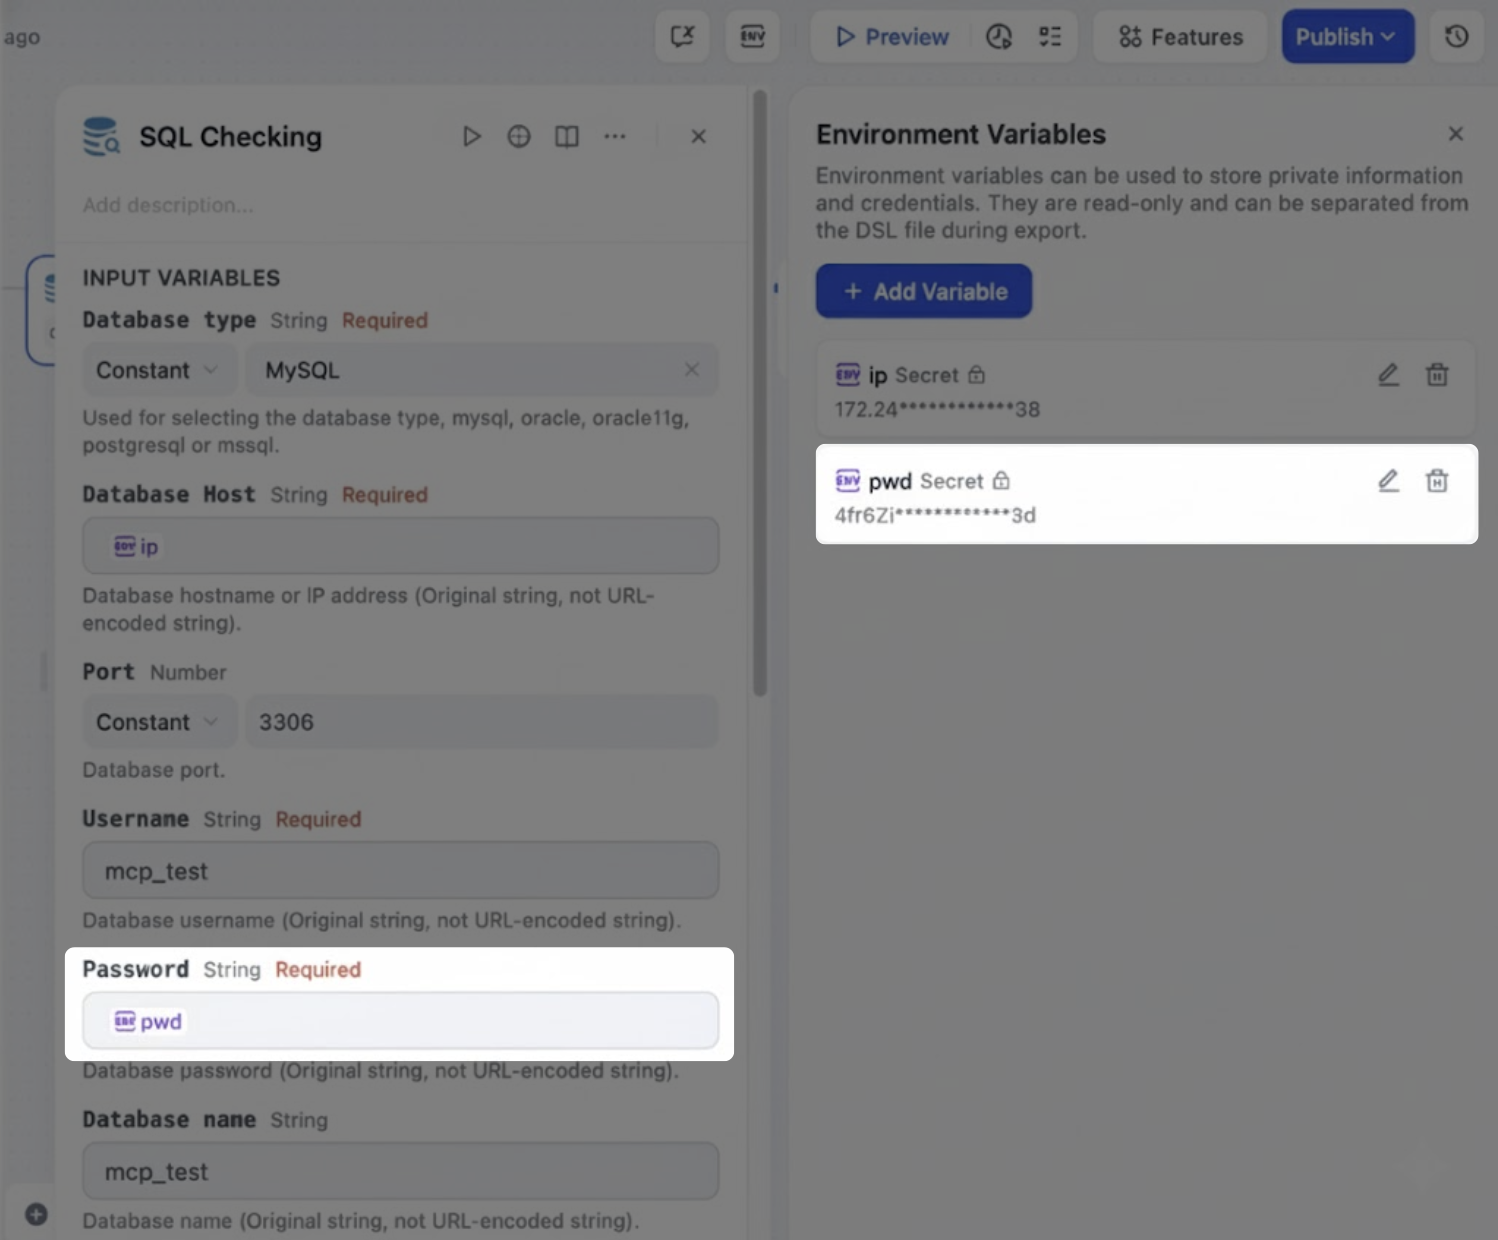 ago
ENV
Preview
Features
Publish
SQL Checking
Add description...
INPUT VARIABLES
Database type String Required
Constant
MySQL
Used for selecting the database type, mysql, oracle, oracle11g,
postgresql or mssql.
Database Host String Required
ip
Database hostname or IP address (Original string, not URL-
encoded string).
Port Number
Constant
3306
Database port.
Username String Required
mcp_test
Database username (Original string, not URL-encoded string).
Password String Required
pwd
Database password (Original string, not URL-encoded string).
Database name String
mcp_test
Database name (Original string, not URL-encoded string).
Environment Variables
Environment variables can be used to store private information
and credentials. They are read-only and can be separated from
the DSL file during export.
+ Add Variable
ENV ip Secret
172.24************38
ENV pwd Secret
4fr6Zi************3d